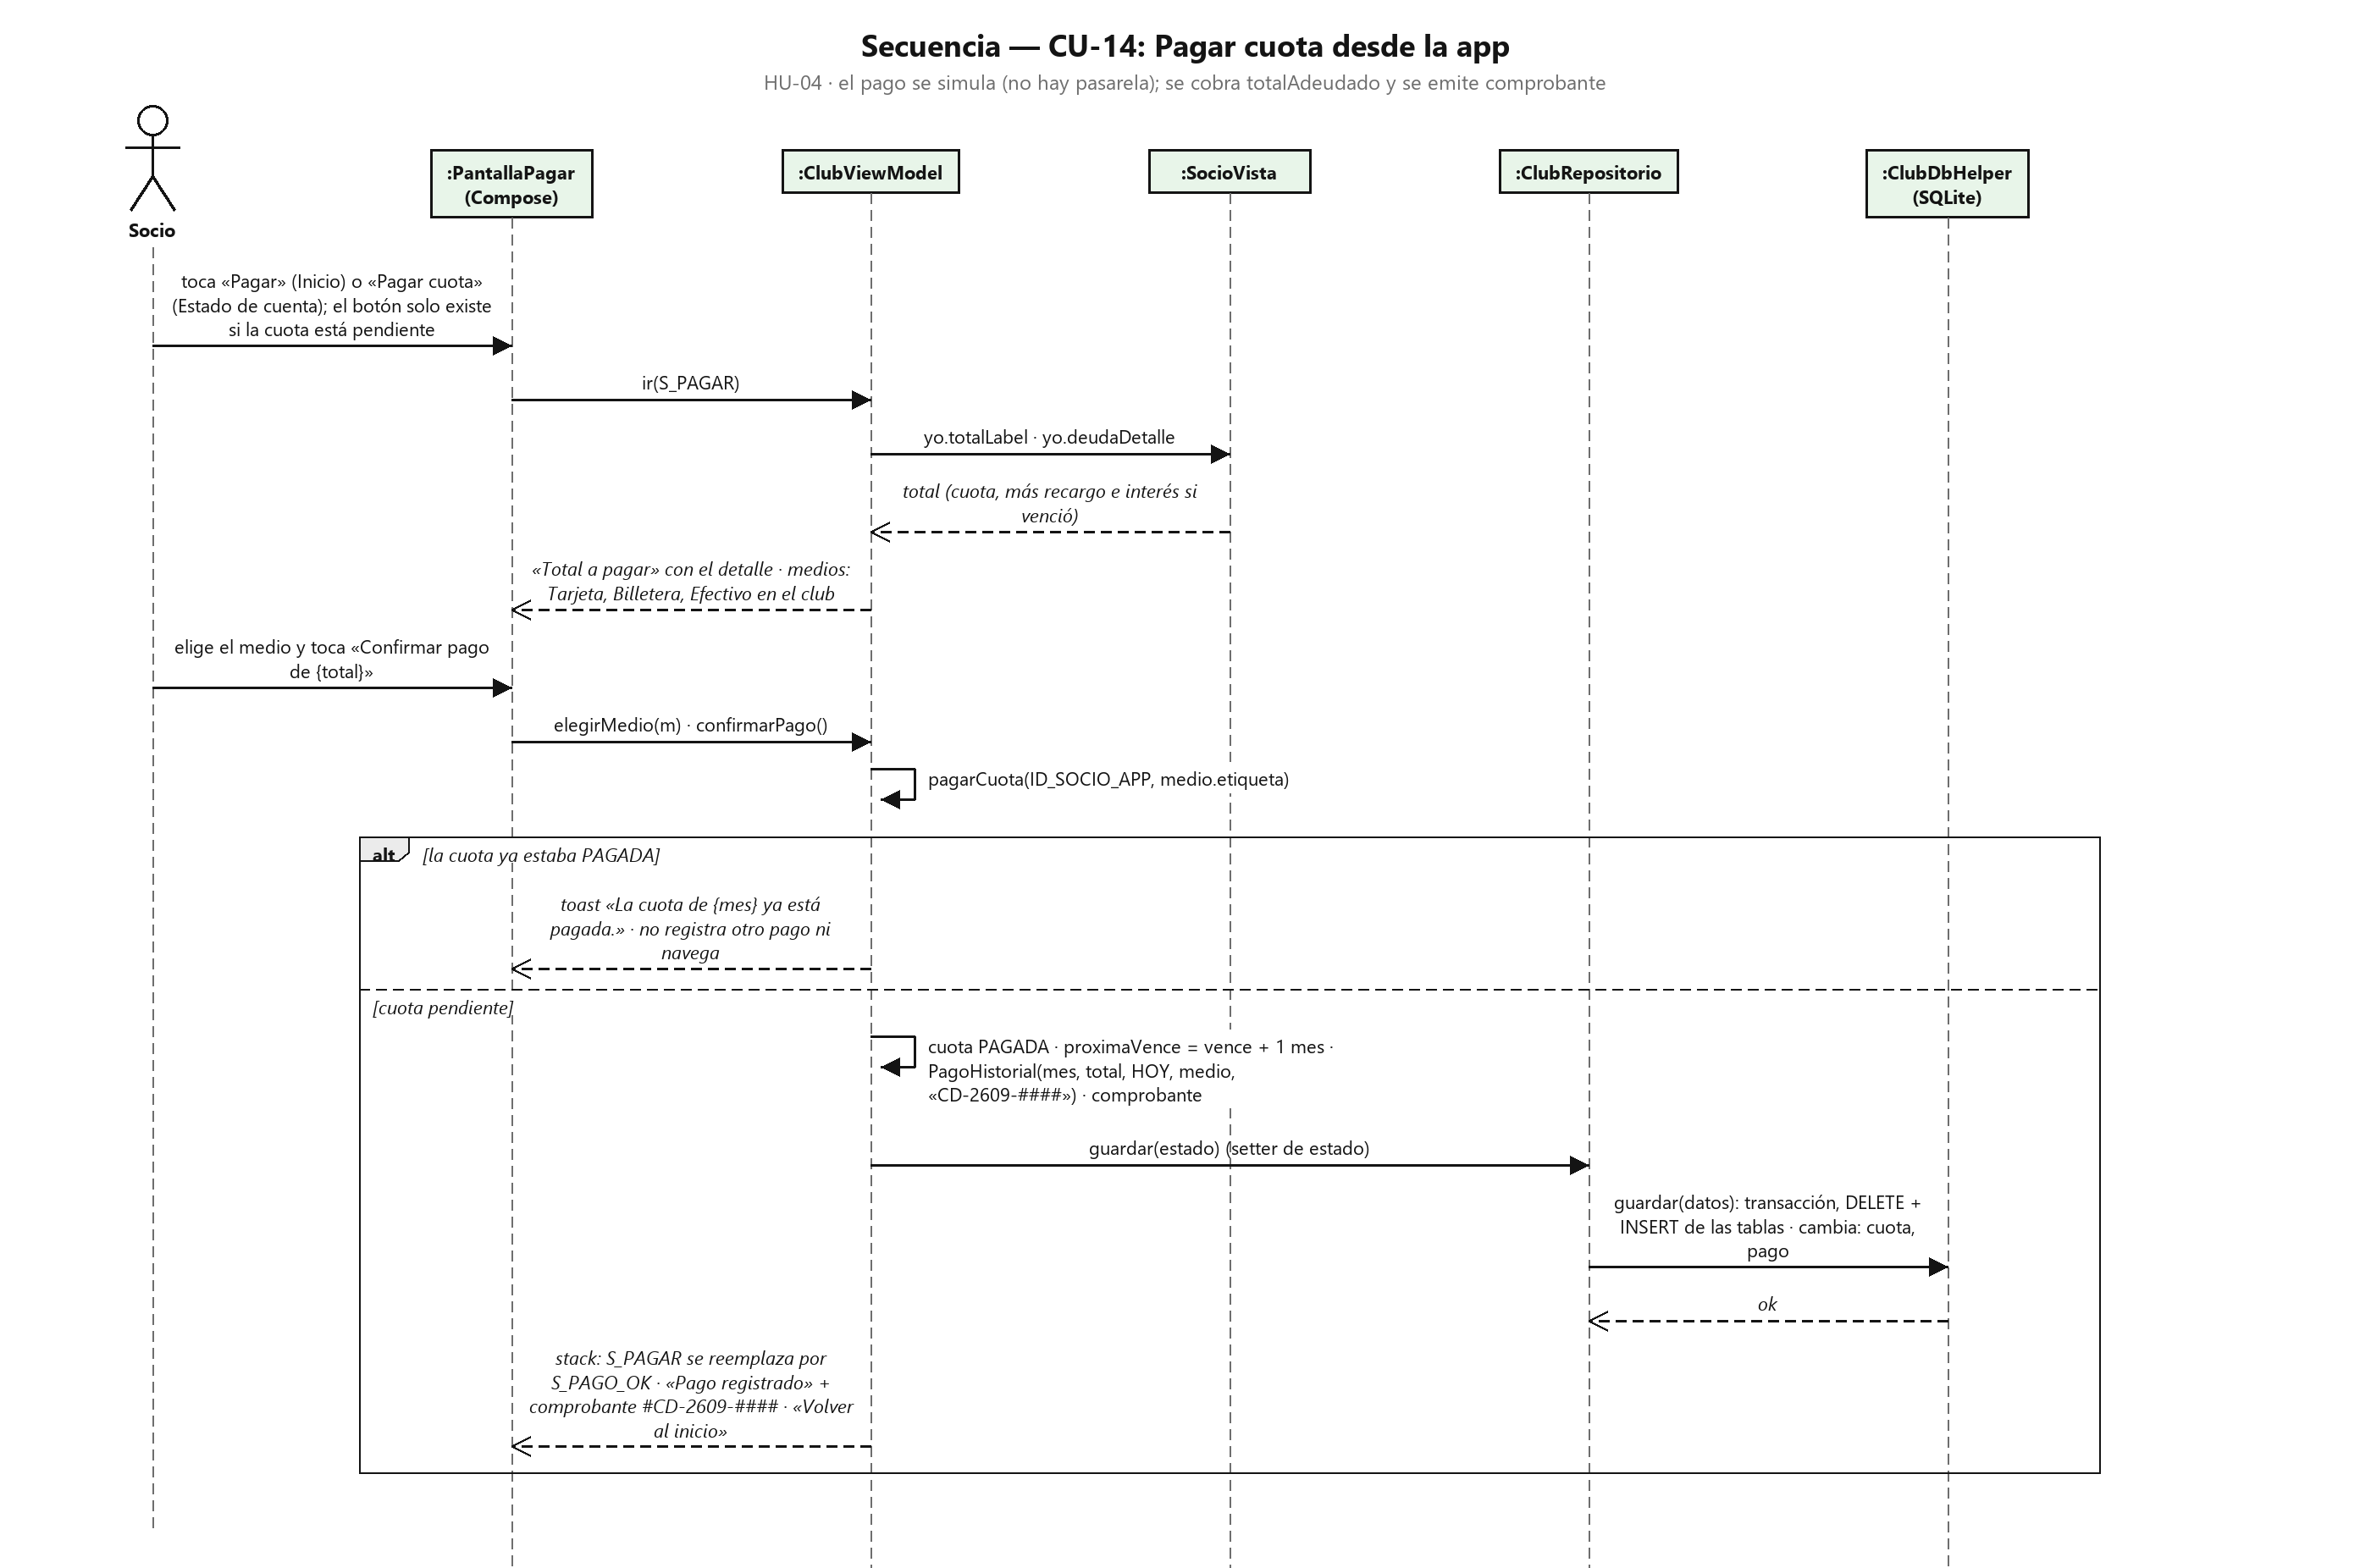 Secuencia — CU-14: Pagar cuota desde la app
HU-04 · el pago se simula (no hay pasarela); se cobra totalAdeudado y se emite comprobante
Socio
:PantallaPagar
(Compose)
:ClubViewModel
:SocioVista
:ClubRepositorio
:ClubDbHelper
(SQLite)
toca «Pagar» (Inicio) o «Pagar cuota»
(Estado de cuenta); el botón solo existe
si la cuota está pendiente
ir(S_PAGAR)
yo.totalLabel · yo.deudaDetalle
total (cuota, más recargo e interés si
venció)
«Total a pagar» con el detalle · medios:
Tarjeta, Billetera, Efectivo en el club
elige el medio y toca «Confirmar pago
de {total}»
elegirMedio(m) · confirmarPago()
pagarCuota(ID_SOCIO_APP, medio.etiqueta)
alt
[la cuota ya estaba PAGADA]
toast «La cuota de {mes} ya está
pagada.» · no registra otro pago ni
navega
[cuota pendiente]
cuota PAGADA · proximaVence = vence + 1 mes ·
PagoHistorial(mes, total, HOY, medio,
«CD-2609-####») · comprobante
guardar(estado) (setter de estado)
guardar(datos): transacción, DELETE +
INSERT de las tablas · cambia: cuota,
pago
ok
stack: S_PAGAR se reemplaza por
S_PAGO_OK · «Pago registrado» +
comprobante #CD-2609-#### · «Volver
al inicio»